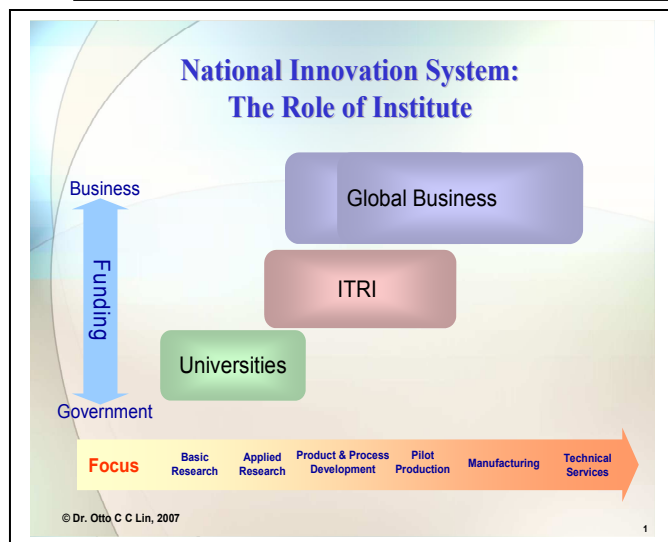 National Innovation System:
The Role of Institute
Business
Global Business
Funding
ITRI
Universities
Government
Focus
Basic
Research
Applied
Research
Product & Process
Development
Pilot
Production
Manufacturing
Technical
Services
© Dr. Otto C C Lin, 2007
1